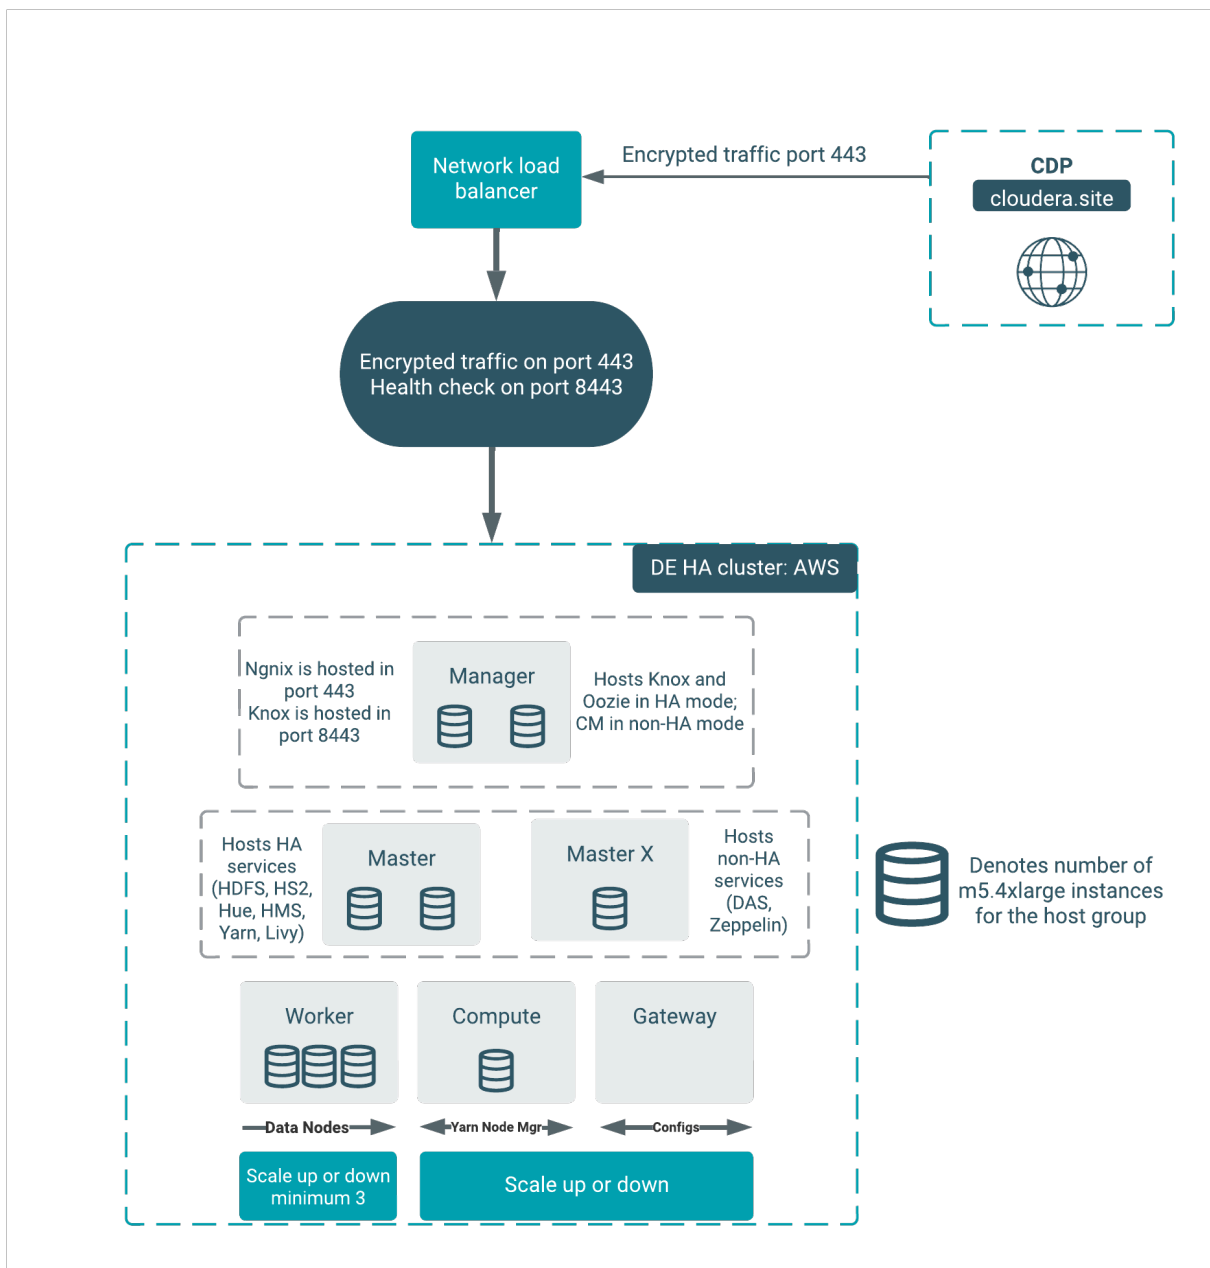 Network load
balancer
Encrypted traffic port 443
CDP
cloudera.site
Encrypted traffic on port 443
Health check on port 8443
DE HA cluster: AWS
Ngnix is hosted in
port 443
Knox is hosted in
port 8443
Manager
Hosts Knox and
Oozie in HA mode;
CM in non-HA mode
Hosts HA
services
(HDFS, HS2,
Hue, HMS,
Yarn, Livy)
Master
Master X
Hosts
non-HA
services
(DAS,
Zeppelin)
Denotes number of
m5.4xlarge instances
for the host group
Worker
Compute
Gateway
Data Nodes
Yarn Node Mgr
Configs
Scale up or down
minimum 3
Scale up or down